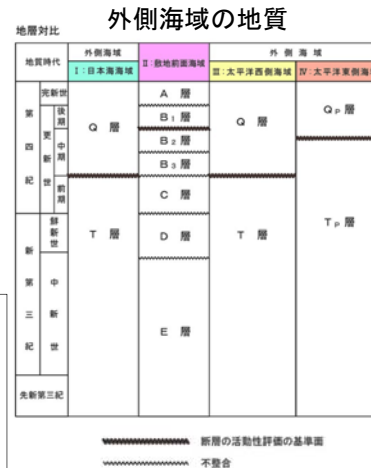 外側海域の地質
地層対比
地質時代
外側海域
Ⅰ:日本海海域
Ⅱ:敷地前面海域
外側海域
Ⅲ:太平洋西側海域
Ⅳ:太平洋東側海域
第四紀
完新世
更新世
後期
中期
前期
新第三紀
鮮新世
中新世
先新第三紀
Q 層
T 層
A 層
B1 層
B2 層
B3 層
C 層
D 層
E 層
Q 層
T 層
QP 層
TP 層
断層の活動性評価の基準面
不整合